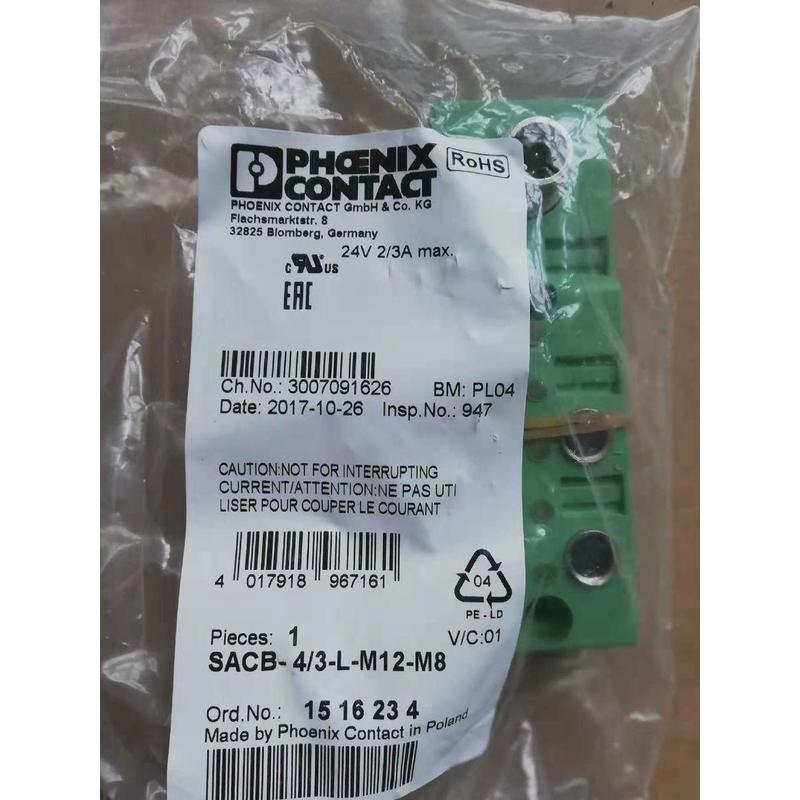 PHŒNIX
CONTACT
RoHS
PHOENIX CONTACT GmbH & Co. KG
Flachsmarktstr. 8
32825 Blomberg, Germany
24V 2/3A max.
c RU US
EAC
Ch.No.: 3007091626 BM: PL04
Date: 2017-10-26 Insp.No.: 947
CAUTION:NOT FOR INTERRUPTING
CURRENT/ATTENTION:NE PAS UTI
LISER POUR COUPER LE COURANT
4 017918 967161
04
PE-LD
Pieces: 1 V/C:01
SACB- 4/3-L-M12-M8
Ord.No.: 15 16 23 4
Made by Phoenix Contact in Poland